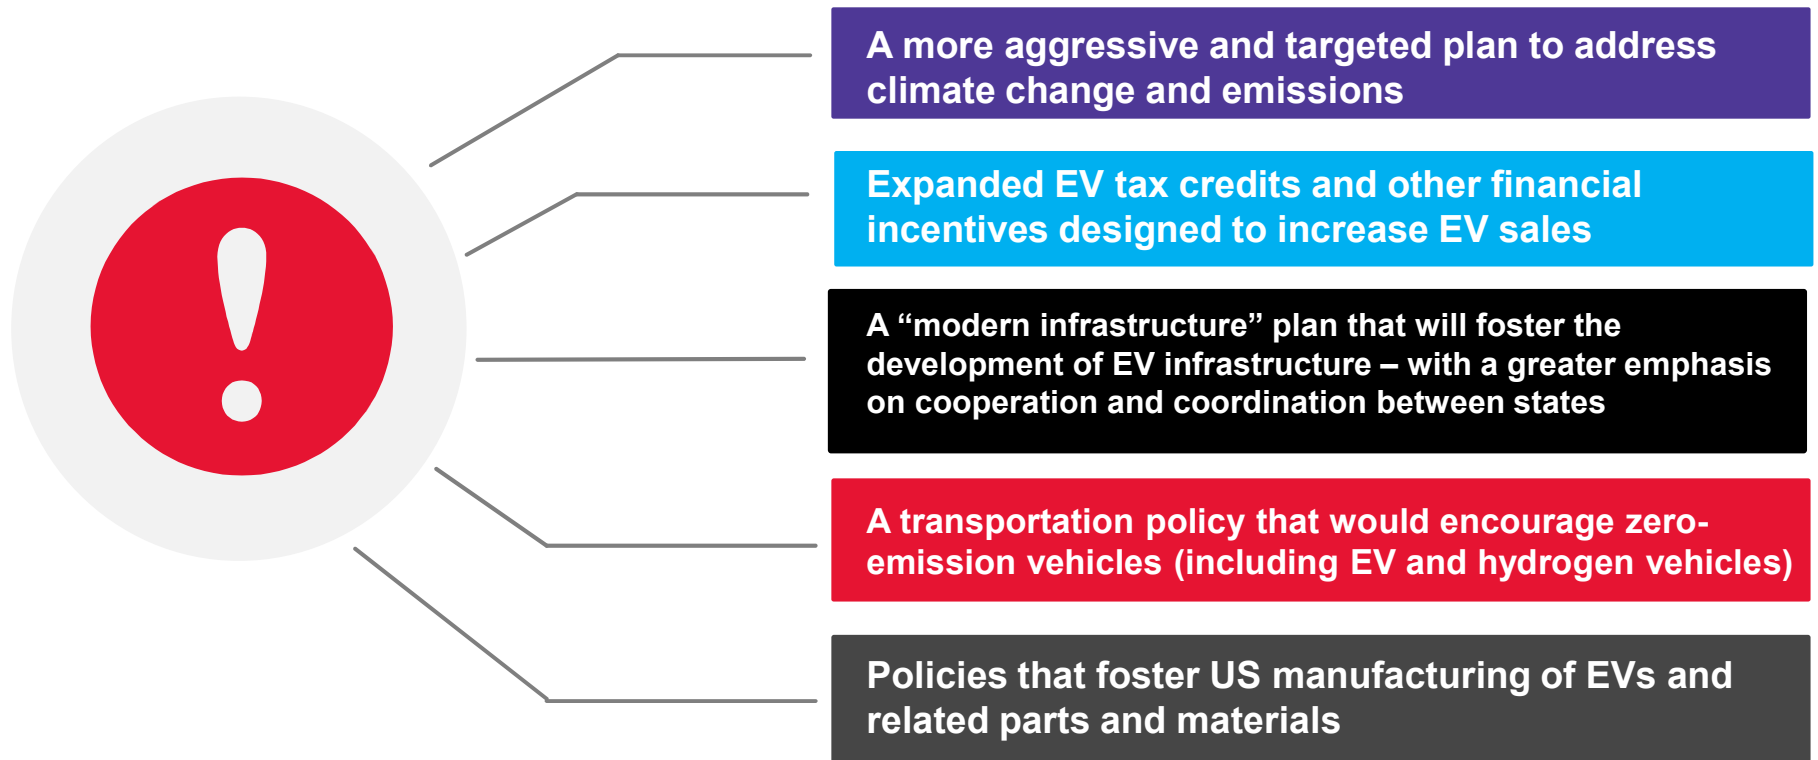 A more aggressive and targeted plan to address
climate change and emissions
Expanded EV tax credits and other financial
incentives designed to increase EV sales
A “modern infrastructure” plan that will foster the
development of EV infrastructure – with a greater emphasis
on cooperation and coordination between states
A transportation policy that would encourage zero-
emission vehicles (including EV and hydrogen vehicles)
Policies that foster US manufacturing of EVs and
related parts and materials